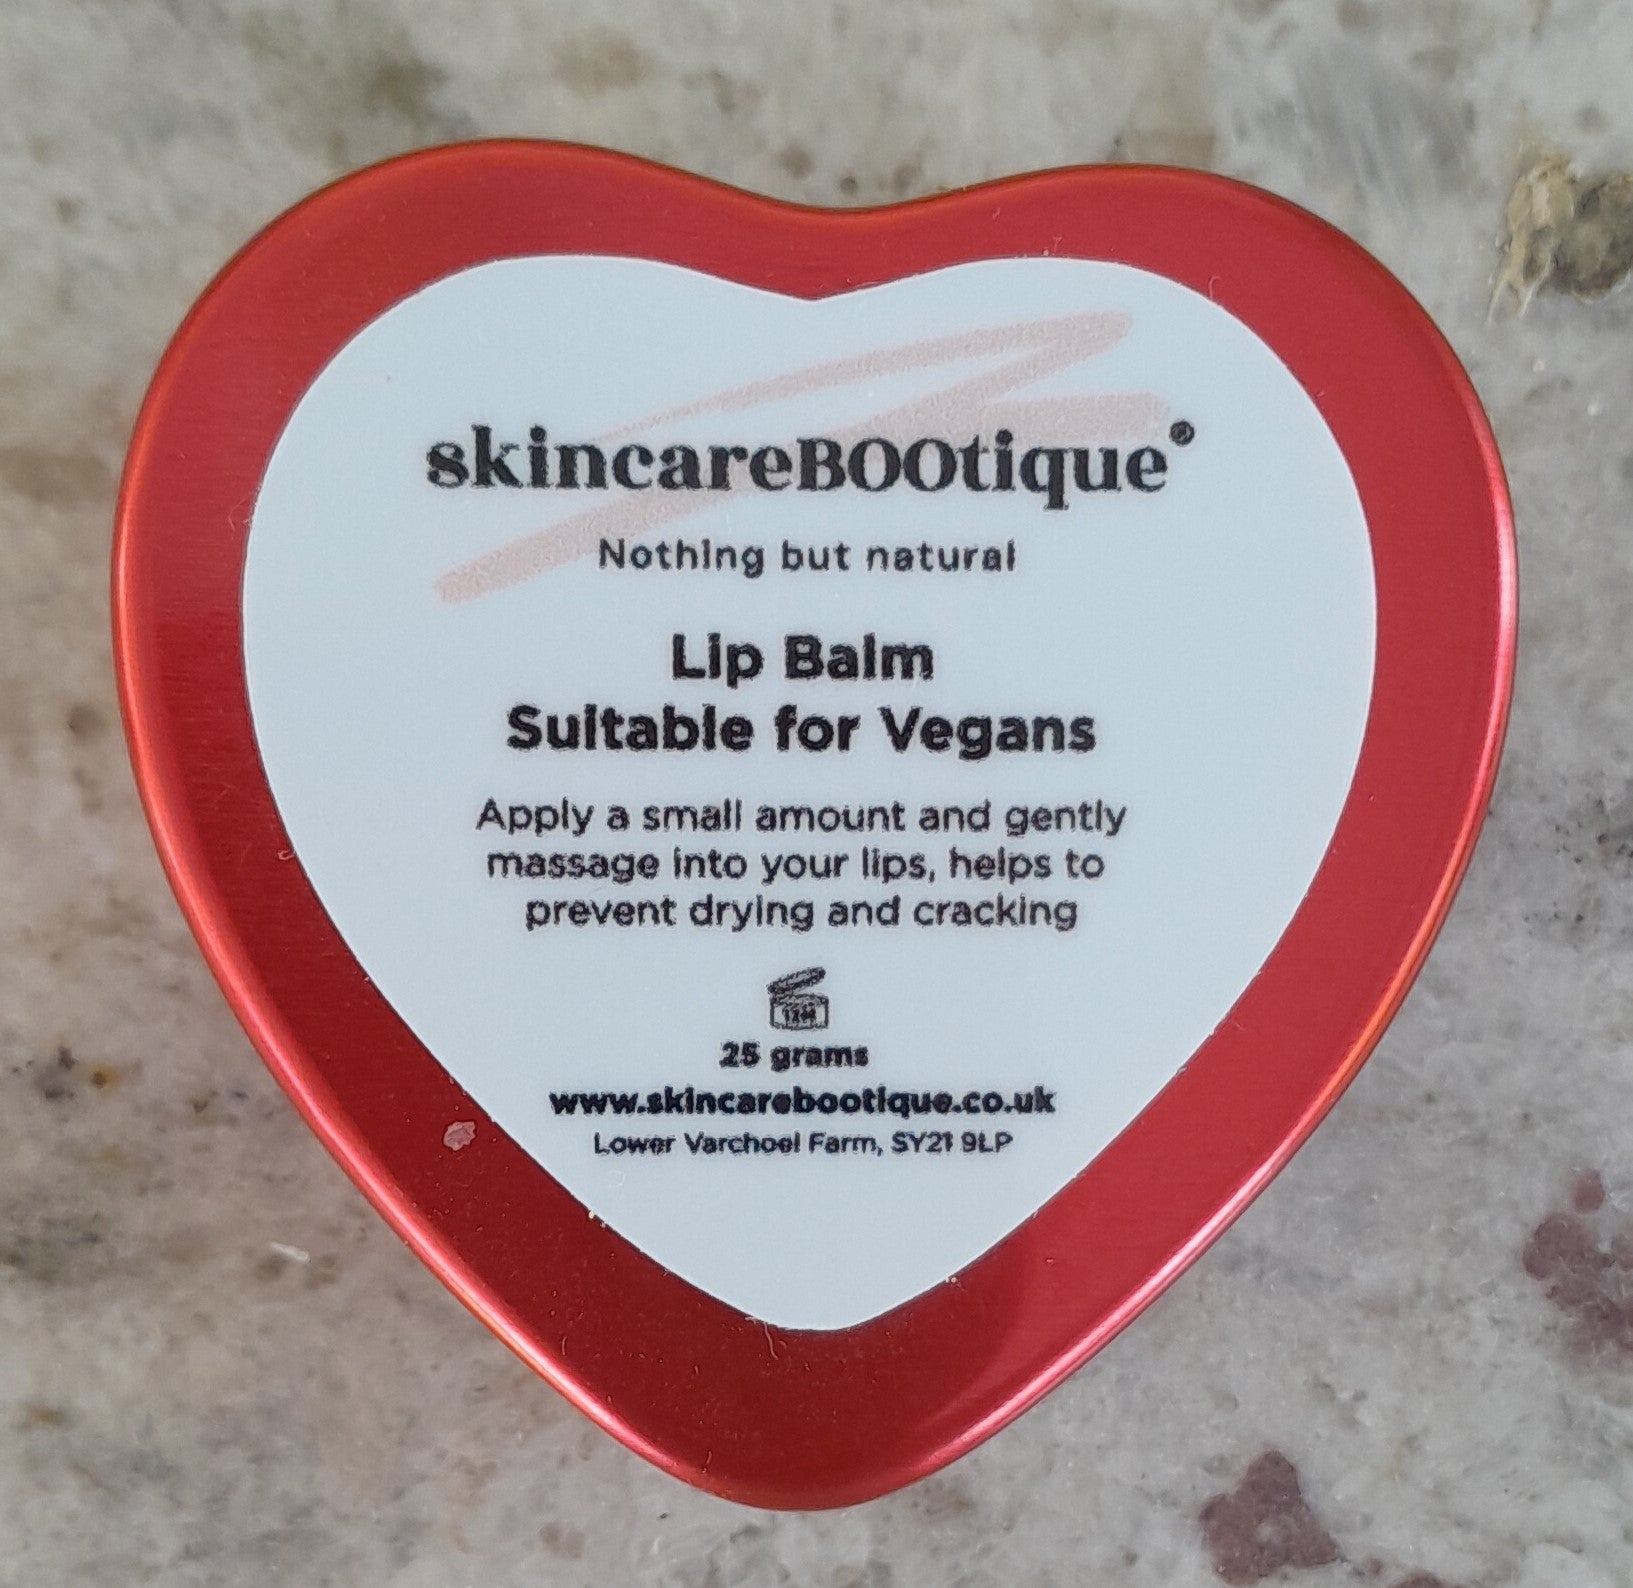 skincareBOOtique®
Nothing but natural
Lip Balm
Suitable for Vegans
Apply a small amount and gently
massage into your lips, helps to
prevent drying and cracking
12M
25 grams
www.skincarebootique.co.uk
Lower Varchoel Farm, SY21 9LP